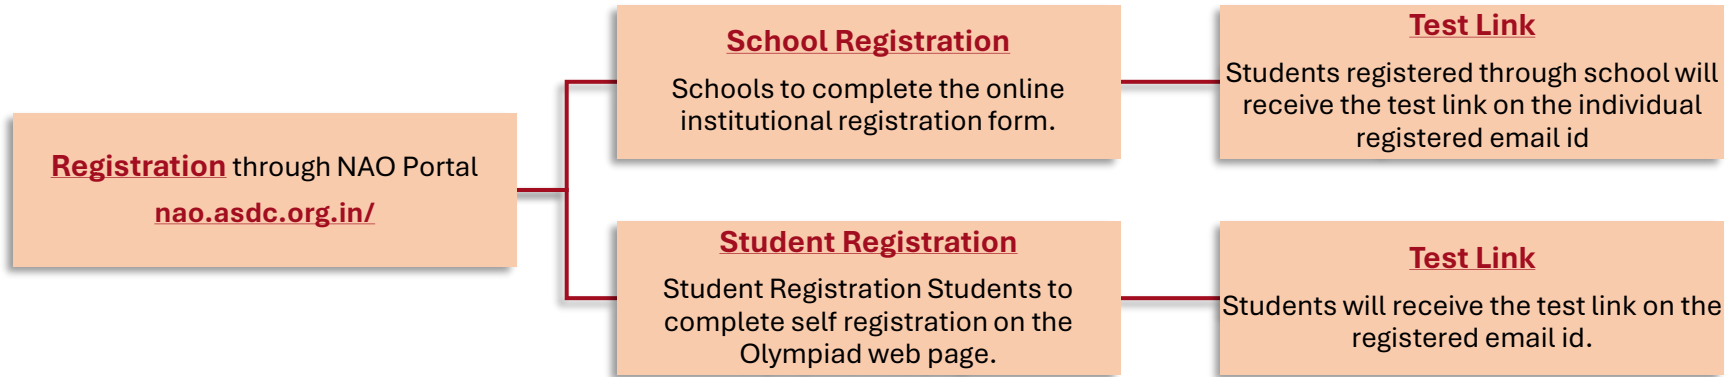 Registration through NAO Portal
nao.asdc.org.in/
School Registration
Schools to complete the online
institutional registration form.
Test Link
Students registered through school will
receive the test link on the individual
registered email id
Student Registration
Student Registration Students to
complete self registration on the
Olympiad web page.
Test Link
Students will receive the test link on the
registered email id.